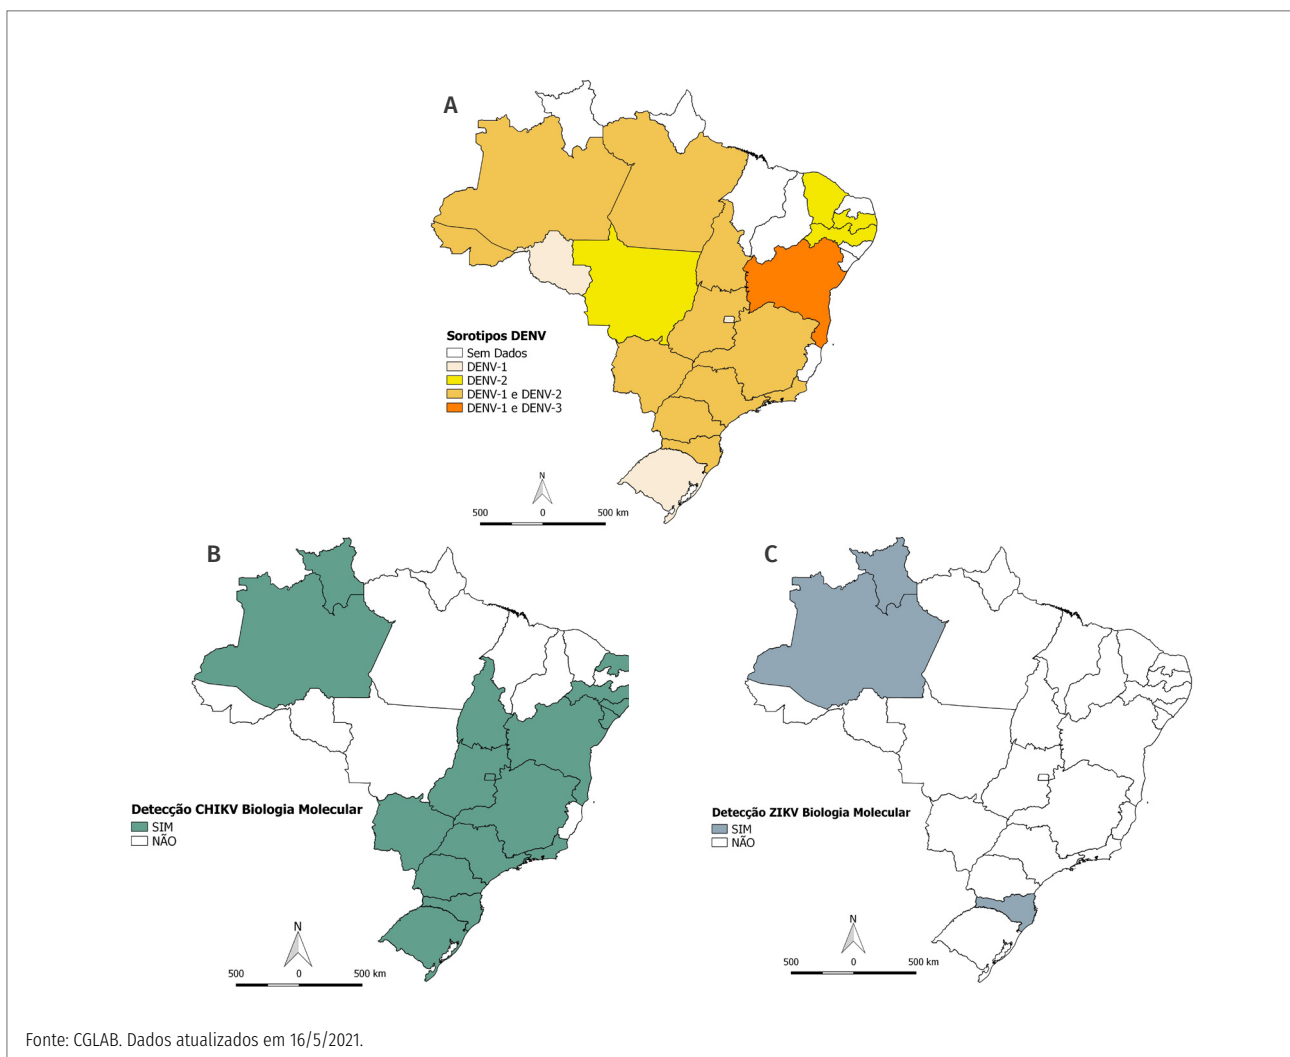 A
Sorotipos DENV
Sem Dados
DENV-1
DENV-2
DENV-1 e DENV-2
DENV-1 e DENV-3
N
500 0 500 km
B
Detecção CHIKV Biologia Molecular
SIM
NÃO
N
500 0 500 km
C
Detecção ZIKV Biologia Molecular
SIM
NÃO
N
500 0 500 km
Fonte: CGLAB. Dados atualizados em 16/5/2021.